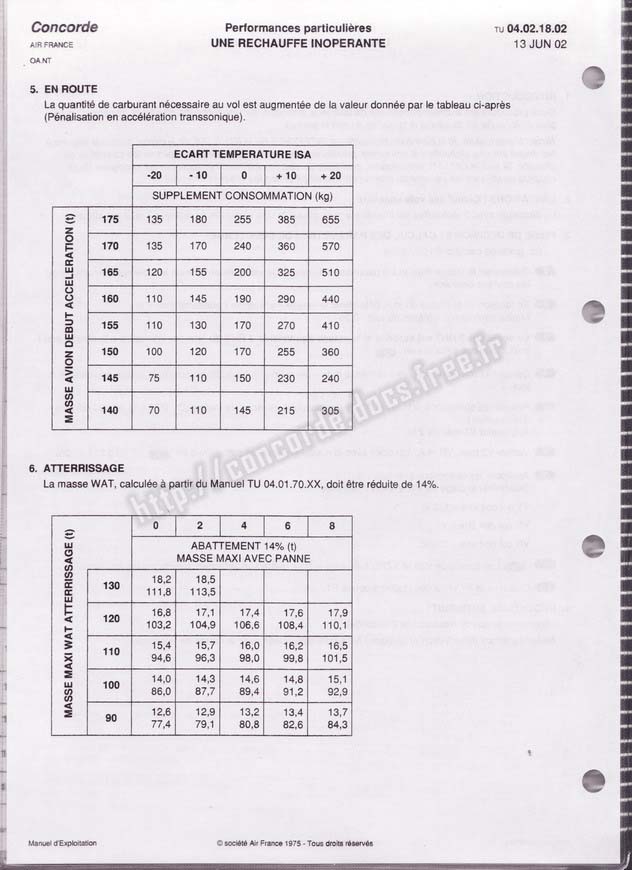 Concorde Performances particulières TU 04.02.18.02
AIR FRANCE UNE RECHAUFFE INOPERANTE 13 JUN 02
OA.NT
5. EN ROUTE
La quantité de carburant nécessaire au vol est augmentée de la valeur donnée par le tableau ci-après
(Pénalisation en accélération transsonique).
ECART TEMPERATURE ISA
-20 - 10 0 + 10 + 20
SUPPLEMENT CONSOMMATION (kg)
MASSE AVION DEBUT ACCELERATION (t)
175 135 180 255 385 655
170 135 170 240 360 570
165 120 155 200 325 510
160 110 145 190 290 440
155 110 130 170 270 410
150 100 120 170 255 360
145 75 110 150 230 240
140 70 110 145 215 305
6. ATTERRISSAGE
La masse WAT, calculée à partir du Manuel TU 04.01.70.XX, doit être réduite de 14%.
0 2 4 6 8
ABATTEMENT 14% (t)
MASSE MAXI AVEC PANNE
MASSE MAXI WAT ATTERRISSAGE (t)
130 18,2 18,5
111,8 113,5
120 16,8 17,1 17,4 17,6 17,9
103,2 104,9 106,6 108,4 110,1
110 15,4 15,7 16,0 16,2 16,5
94,6 96,3 98,0 99,8 101,5
100 14,0 14,3 14,6 14,8 15,1
86,0 87,7 89,4 91,2 92,9
90 12,6 12,9 13,2 13,4 13,7
77,4 79,1 80,8 82,6 84,3
http://concorde.docs.free.fr
Manuel d'Exploitation © société Air France 1975 - Tous droits réservés